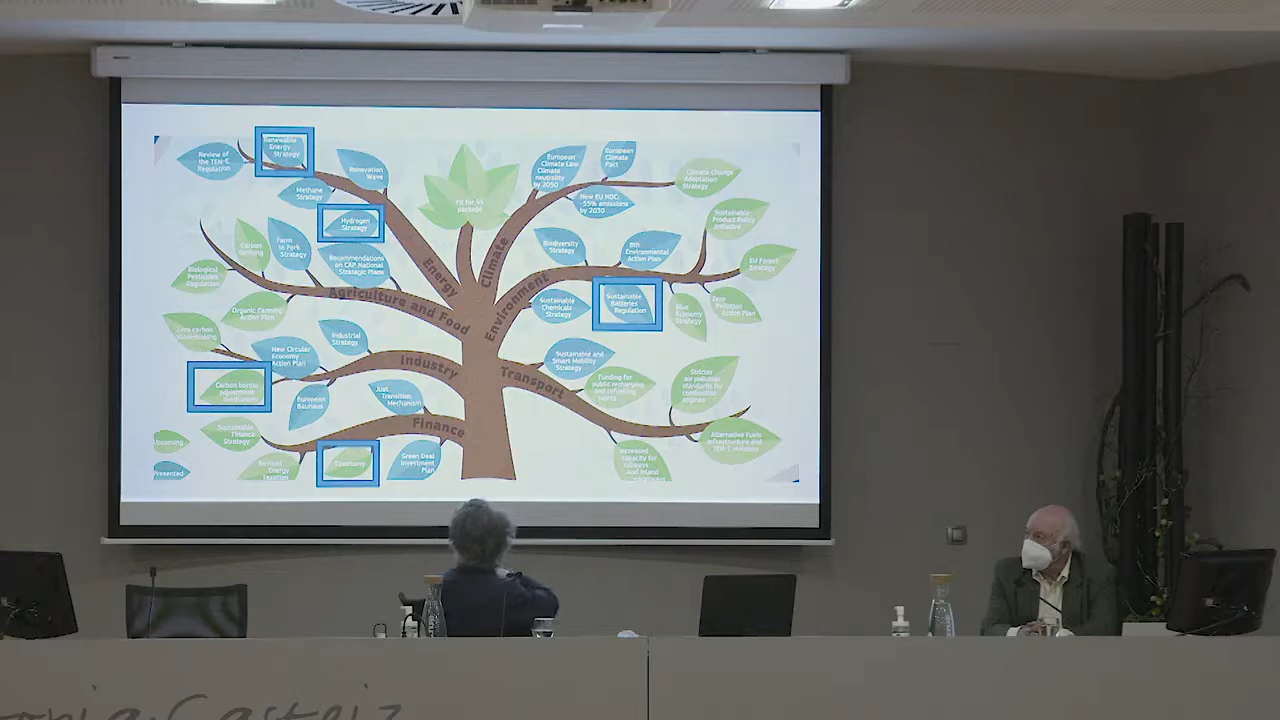 Review of
the TEN-E
Regulation
Renewable
Energy
Strategy
Renovation
Wave
Methane
Strategy
Hydrogen
Strategy
Fit for 55
package
European
Climate Law:
Climate
neutrality
by 2050
European
Climate
Pact
New EU NDC:
55% emissions
by 2030
Climate Change
Adaptation
Strategy
Sustainable
Product Policy
Initiative
Carbon
Farming
Farm
to Fork
Strategy
Recommendations
on CAP National
Strategic Plans
Biological
Pesticides
Regulation
Organic Farming
Action Plan
Energy
Climate
Agriculture and Food
Environment
Biodiversity
Strategy
8th
Environmental
Action Plan
EU Forest
Strategy
Sustainable
Chemicals
Strategy
Sustainable
Batteries
Regulation
Blue
Economy
Strategy
Zero
Pollution
Action Plan
Zero carbon
steelmaking
New Circular
Economy
Action Plan
Industrial
Strategy
Industry
Transport
Sustainable and
Smart Mobility
Strategy
Funding for
public recharging
and refueling
points
Stricter
air pollution
standards for
combustion
engines
Carbon border
adjustment
mechanism
European
Bauhaus
Just
Transition
Mechanism
Finance
Sustainable
Finance
Strategy
Revised
Energy
Taxation
Taxonomy
Green Deal
Investment
Plan
Increased
capacity for
railways
and inland
waterways
Alternative Fuels
Infrastructure and
TEN-T revisions
Upcoming
Presented